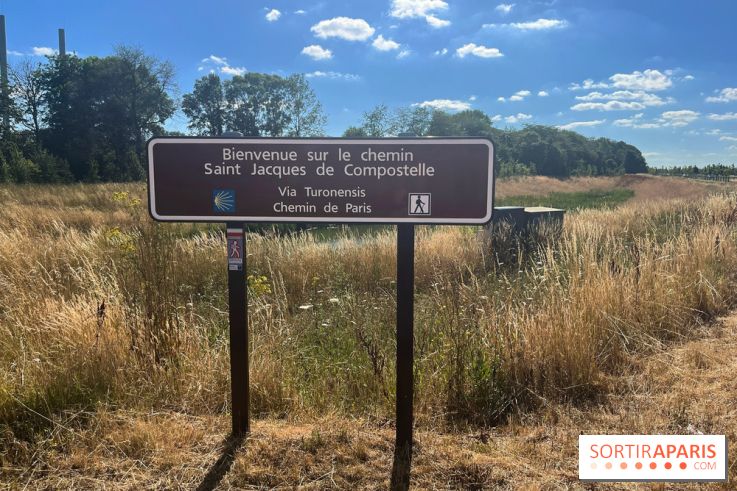 Bienvenue sur le chemin
Saint Jacques de Compostelle
Via Turonensis
Chemin de Paris
SORTIRAPARIS
.COM